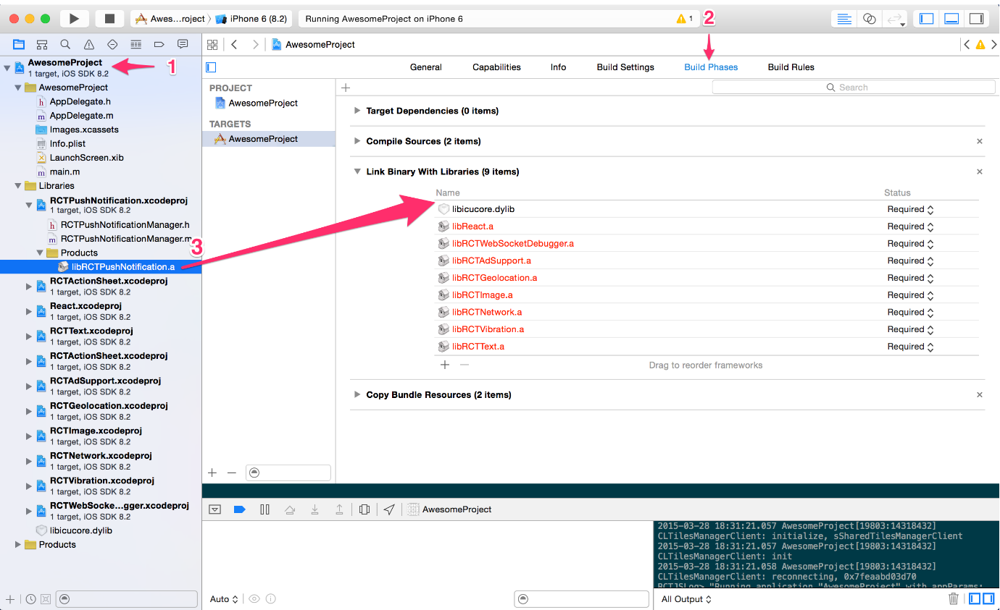 Awes...roject › iPhone 6 (8.2)
Running AwesomeProject on iPhone 6
1
2
AwesomeProject
General
Capabilities
Info
Build Settings
Build Phases
Build Rules
AwesomeProject
1 target, iOS SDK 8.2
1
AwesomeProject
AppDelegate.h
AppDelegate.m
Images.xcassets
Info.plist
LaunchScreen.xib
main.m
Libraries
RCTPushNotification.xcodeproj
1 target, iOS SDK 8.2
RCTPushNotificationManager.h
RCTPushNotificationManager.m
3
Products
libRCTPushNotification.a
RCTActionSheet.xcodeproj
1 target, iOS SDK 8.2
React.xcodeproj
1 target, iOS SDK 8.2
RCTText.xcodeproj
1 target, iOS SDK 8.2
RCTActionSheet.xcodeproj
1 target, iOS SDK 8.2
RCTAdSupport.xcodeproj
1 target, iOS SDK 8.2
RCTGeolocation.xcodeproj
1 target, iOS SDK 8.2
RCTImage.xcodeproj
1 target, iOS SDK 8.2
RCTNetwork.xcodeproj
1 target, iOS SDK 8.2
RCTVibration.xcodeproj
1 target, iOS SDK 8.2
RCTWebSocke...gger.xcodeproj
1 target, iOS SDK 8.2
libicucore.dylib
Products
PROJECT
AwesomeProject
TARGETS
AwesomeProject
Search
Target Dependencies (0 items)
Compile Sources (2 items)
Link Binary With Libraries (9 items)
Name Status
libicucore.dylib Required
libReact.a Required
libRCTWebSocketDebugger.a Required
libRCTAdSupport.a Required
libRCTGeolocation.a Required
libRCTImage.a Required
libRCTNetwork.a Required
libRCTVibration.a Required
libRCTText.a Required
Drag to reorder frameworks
Copy Bundle Resources (2 items)
AwesomeProject
2015-03-28 18:31:21.057 AwesomeProject[19803:14318432]
CLTilesManagerClient: initialize, sSharedTilesManagerClient
2015-03-28 18:31:21.057 AwesomeProject[19803:14318432]
CLTilesManagerClient: init
2015-03-28 18:31:21.058 AwesomeProject[19803:14318432]
CLTilesManagerClient: reconnecting, 0x7feaabd03d70
RCTJSLog> "Running application "AwesomeProject" with appParams:
Auto
All Output